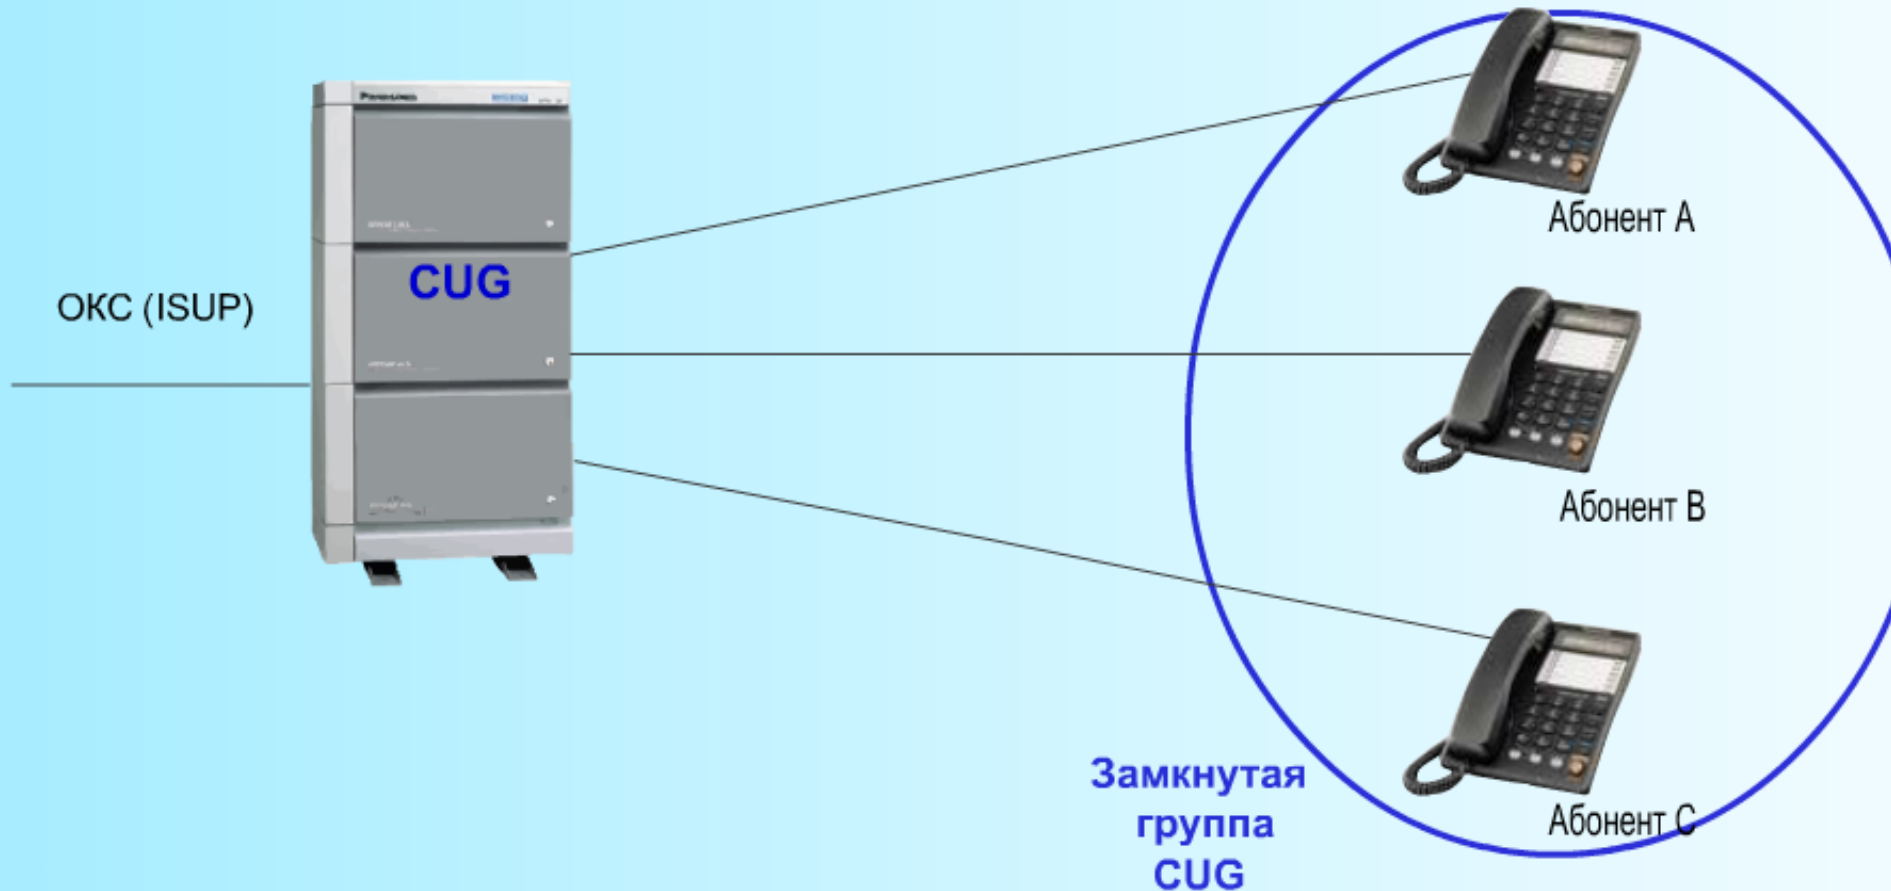 CUG
ОКС (ISUP)
Абонент А
Абонент В
Абонент С
Замкнутая
группа
CUG